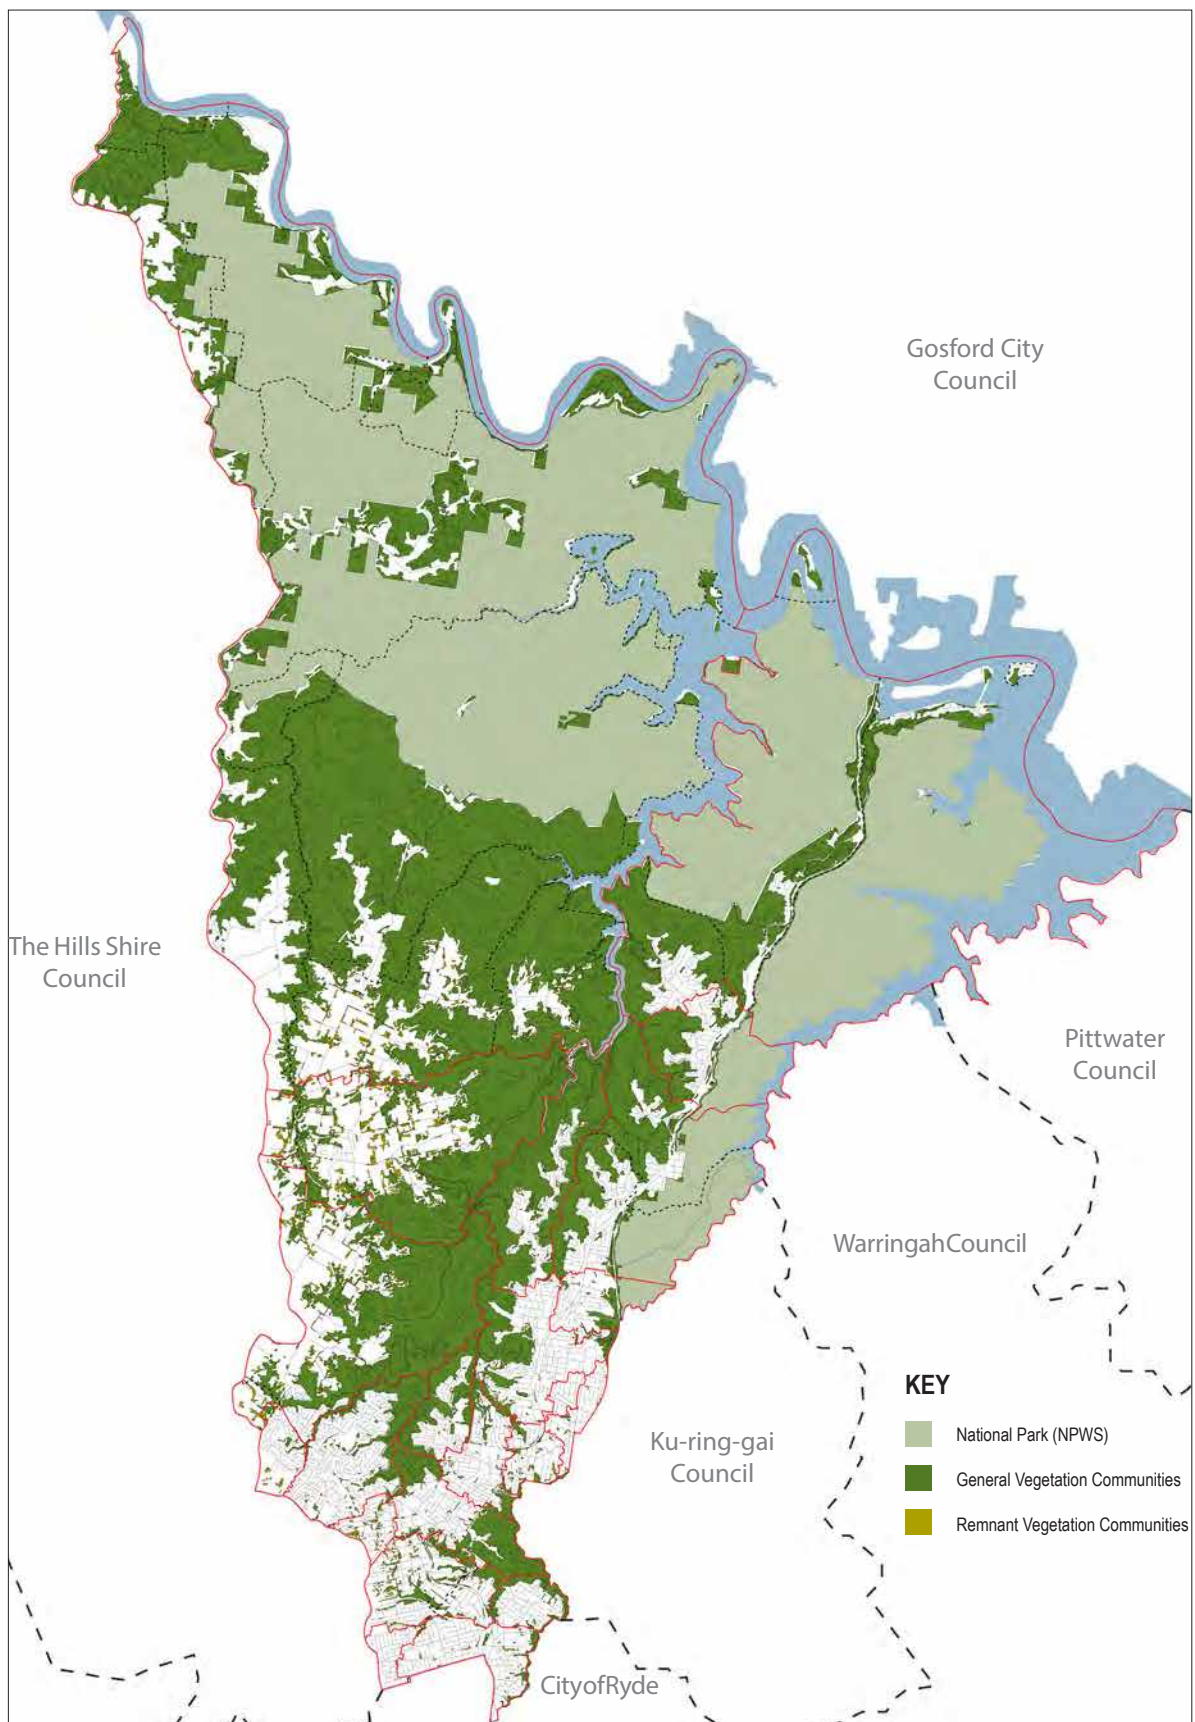 Gosford City
Council
The Hills Shire
Council
Pittwater
Council
WarringahCouncil
Ku-ring-gai
Council
CityofRyde
KEY
National Park (NPWS)
General Vegetation Communities
Remnant Vegetation Communities